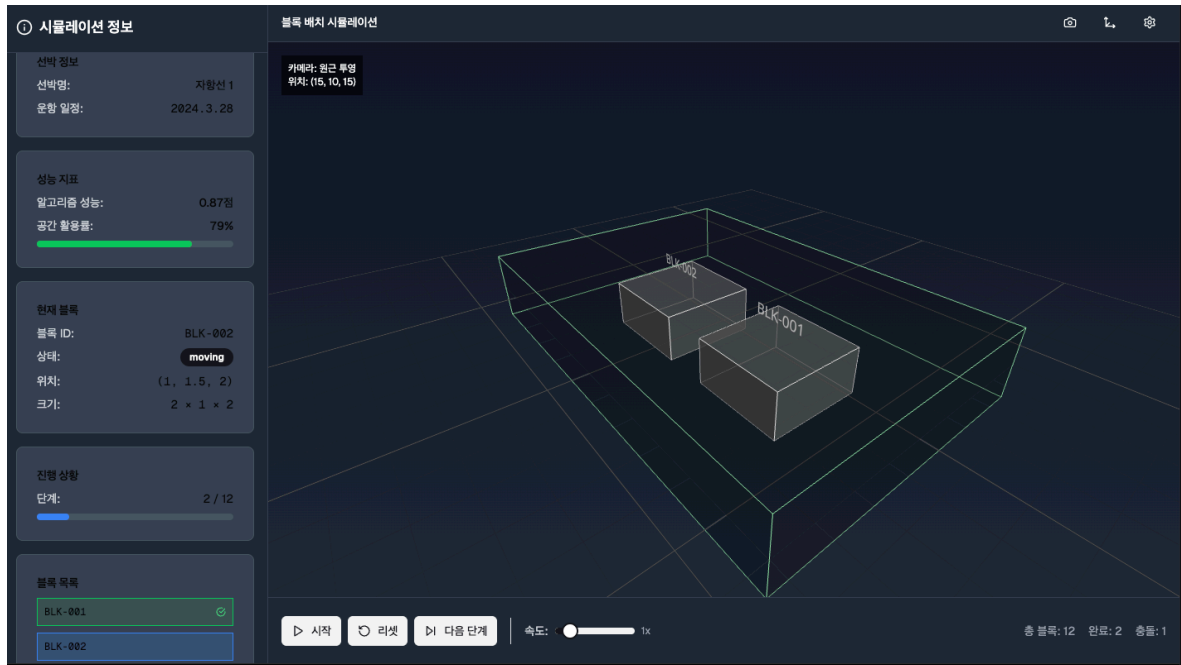 시뮬레이션 정보
선박 정보
선박명: 자항선 1
운항 일정: 2024.3.28
성능 지표
알고리즘 성능: 0.87점
공간 활용률: 79%
현재 블록
블록 ID: BLK-002
상태: moving
위치: (1, 1.5, 2)
크기: 2 × 1 × 2
진행 상황
단계: 2 / 12
블록 목록
BLK-001
BLK-002
블록 배치 시뮬레이션
카메라: 원근 투영
위치: (15, 10, 15)
BLK-002
BLK-001
시작 리셋 다음 단계 속도: 1x
총 블록: 12 완료: 2 충돌: 1